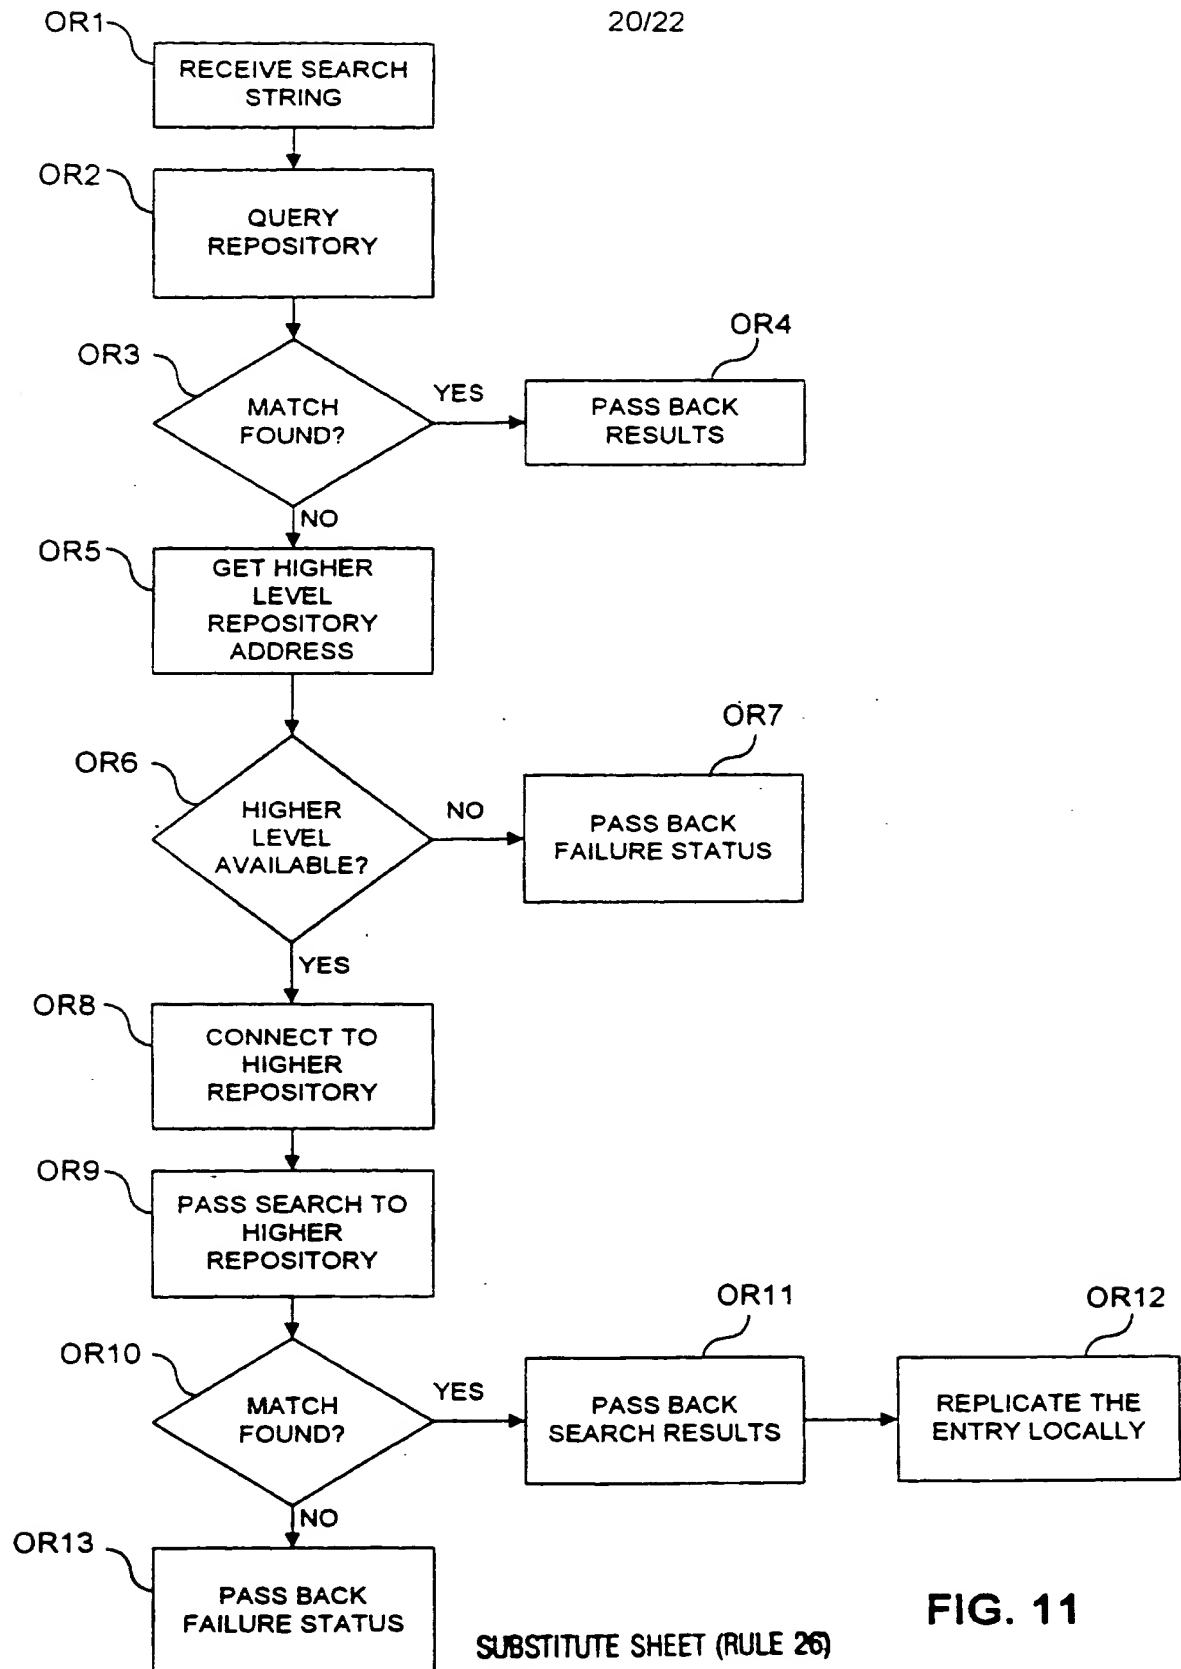 20/22
OR1
RECEIVE SEARCH
STRING
OR2
QUERY
REPOSITORY
OR3
MATCH
FOUND?
YES
OR4
PASS BACK
RESULTS
NO
OR5
GET HIGHER
LEVEL
REPOSITORY
ADDRESS
OR6
HIGHER
LEVEL
AVAILABLE?
NO
OR7
PASS BACK
FAILURE STATUS
YES
OR8
CONNECT TO
HIGHER
REPOSITORY
OR9
PASS SEARCH TO
HIGHER
REPOSITORY
OR10
MATCH
FOUND?
YES
OR11
PASS BACK
SEARCH RESULTS
OR12
REPLICATE THE
ENTRY LOCALLY
NO
OR13
PASS BACK
FAILURE STATUS
FIG. 11
SUBSTITUTE SHEET (RULE 26)